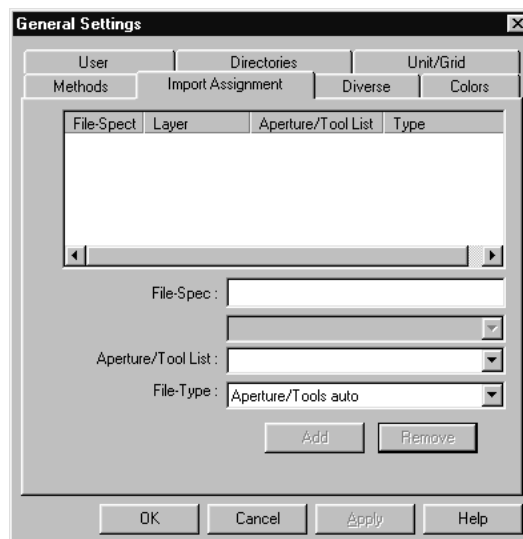 General Settings
User Directories Unit/Grid
Methods Import Assignment Diverse Colors
File-Spect Layer Aperture/Tool List Type
File-Spec :
Aperture/Tool List :
File-Type : Aperture/Tools auto
Add Remove
OK Cancel Apply Help